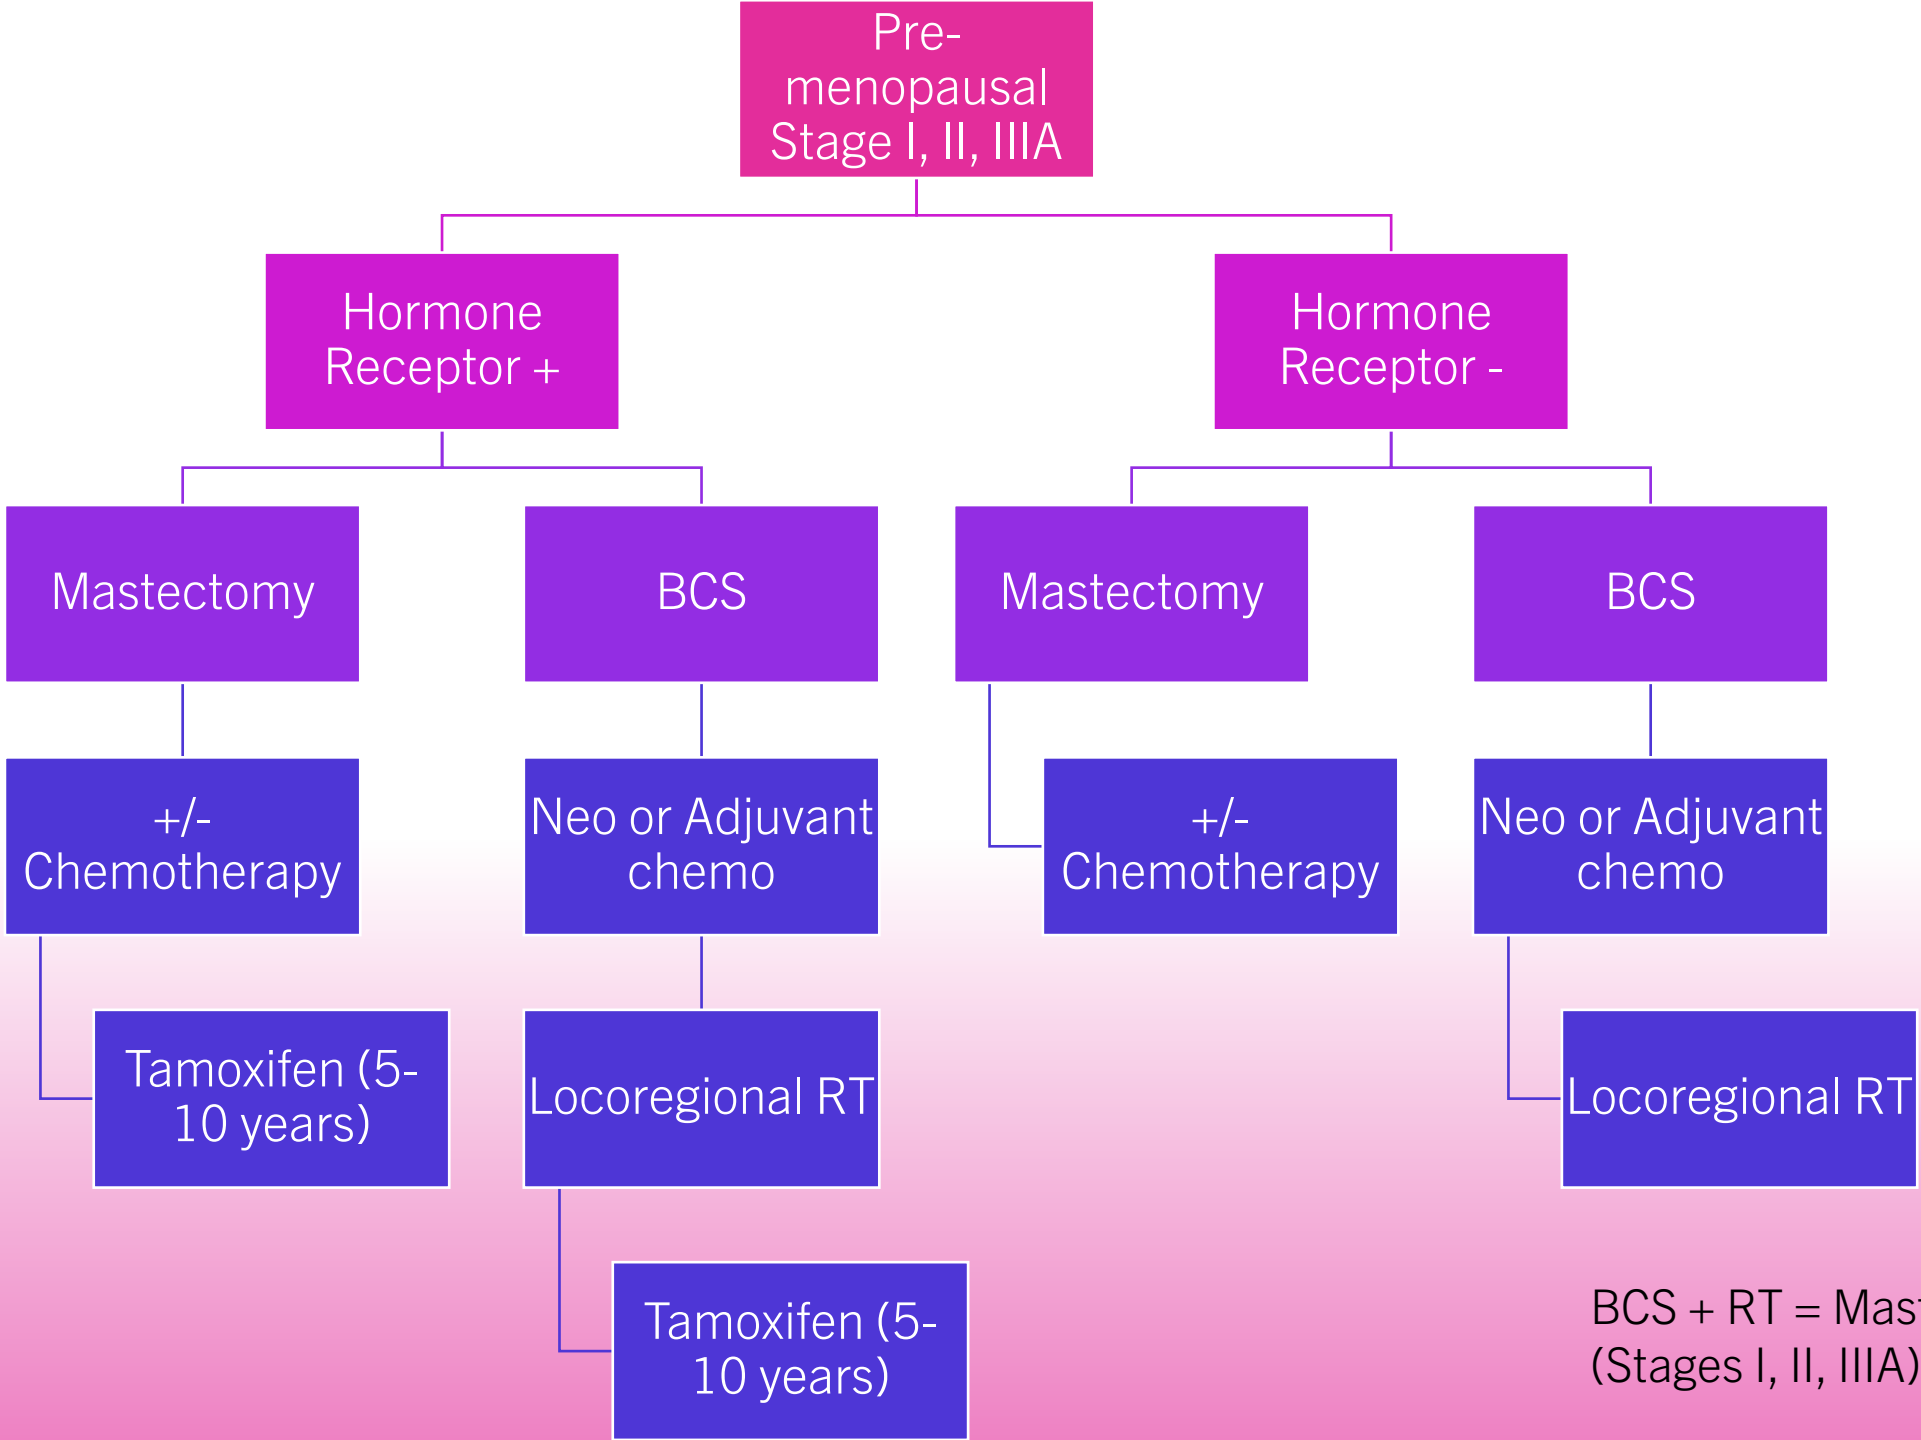 Pre-
menopausal
Stage I, II, IIIA
Hormone
Receptor +
Hormone
Receptor -
Mastectomy
BCS
Mastectomy
BCS
+/-
Chemotherapy
Neo or Adjuvant
chemo
+/-
Chemotherapy
Neo or Adjuvant
chemo
Tamoxifen (5-
10 years)
Locoregional RT
Locoregional RT
Tamoxifen (5-
10 years)
BCS + RT =
(Stages I, II, IIIA)